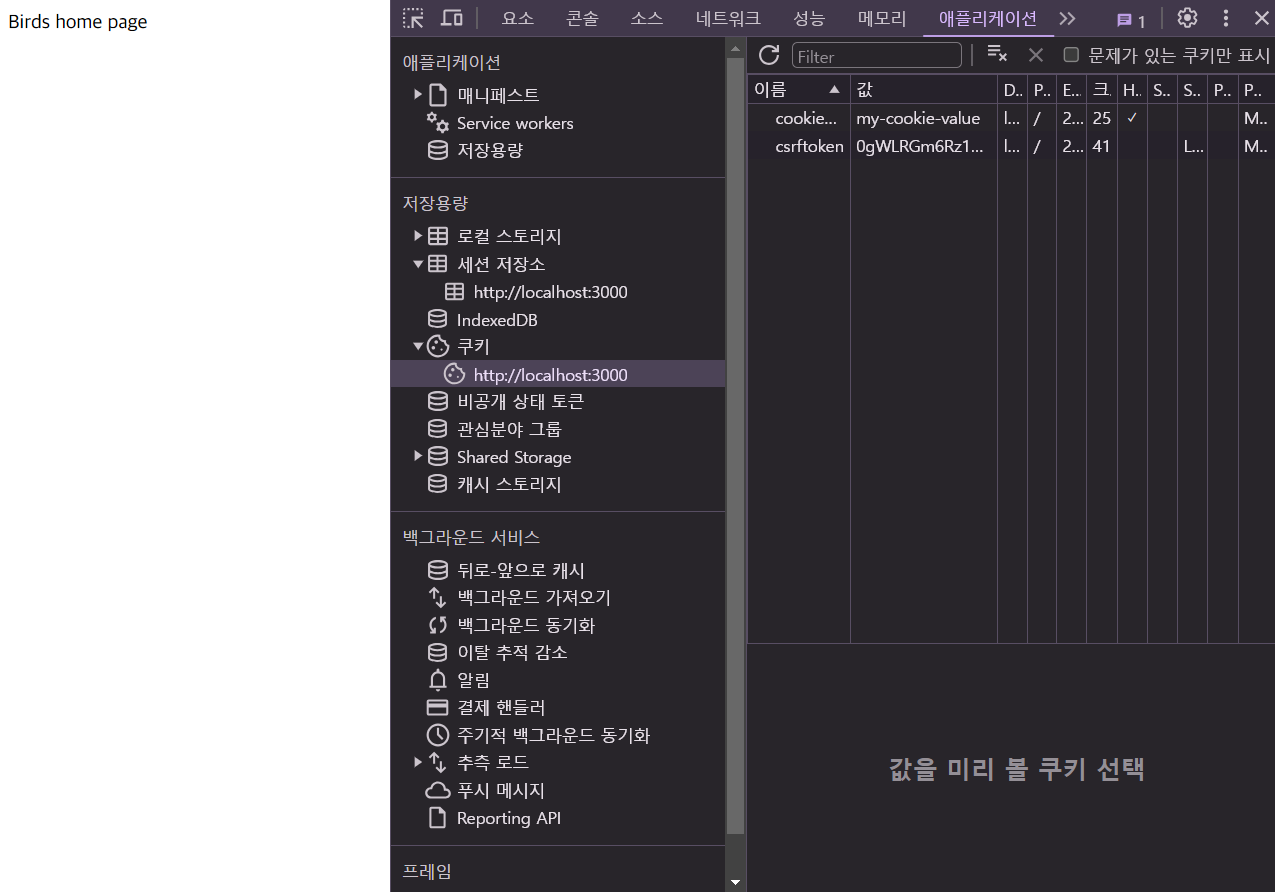 Birds home page
요소 콘솔 소스 네트워크 성능 메모리 애플리케이션 1
애플리케이션
매니페스트
Service workers
저장용량
저장용량
로컬 스토리지
세션 저장소
http://localhost:3000
IndexedDB
쿠키
http://localhost:3000
비공개 상태 토큰
관심분야 그룹
Shared Storage
캐시 스토리지
백그라운드 서비스
뒤로-앞으로 캐시
백그라운드 가져오기
백그라운드 동기화
이탈 추적 감소
알림
결제 핸들러
주기적 백그라운드 동기화
추측 로드
푸시 메시지
Reporting API
프레임
Filter 문제가 있는 쿠키만 표시
이름 값 D.. P.. E.. 크. H.. S.. S.. P.. P..
cookie... my-cookie-value l... / 2... 25 ✓ M..
csrftoken 0gWLRGm6Rz1... l... / 2... 41 L... M..
값을 미리 볼 쿠키 선택